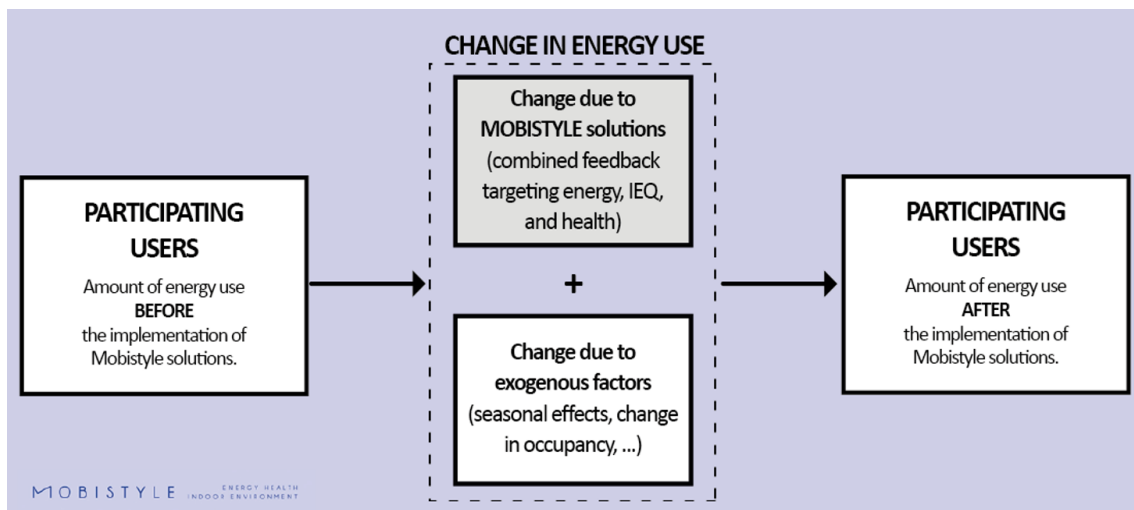 CHANGE IN ENERGY USE
PARTICIPATING
USERS
Amount of energy use
BEFORE
the implementation of
Mobistyle solutions.
Change due to
MOBISTYLE solutions
(combined feedback
targeting energy, IEQ,
and health)
+
Change due to
exogenous factors
(seasonal effects, change
in occupancy, ...)
PARTICIPATING
USERS
Amount of energy use
AFTER
the implementation of
Mobistyle solutions.
MOBISTYLE
ENERGY HEALTH
INDOOR ENVIRONMENT